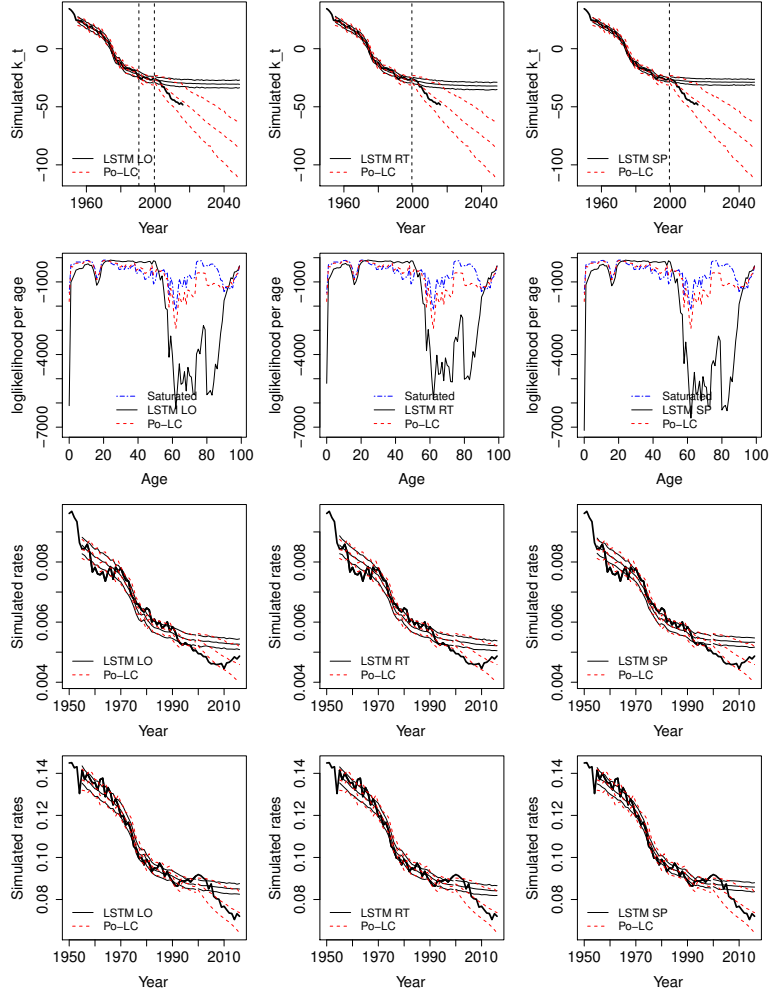 Simulated k_t
0
−50
−100
LSTM LO
Po−LC
1960 2000 2040
Year
Simulated k_t
0
−50
−100
LSTM RT
Po−LC
1960 2000 2040
Year
Simulated k_t
0
−50
−100
LSTM SP
Po−LC
1960 2000 2040
Year
loglikelihood per age
−1000
−4000
−7000
Saturated
LSTM LO
Po−LC
0 20 40 60 80 100
Age
loglikelihood per age
−1000
−4000
−7000
Saturated
LSTM RT
Po−LC
0 20 40 60 80 100
Age
loglikelihood per age
−1000
−4000
−7000
Saturated
LSTM SP
Po−LC
0 20 40 60 80 100
Age
Simulated rates
0.008
0.006
0.004
LSTM LO
Po−LC
1950 1970 1990 2010
Year
Simulated rates
0.008
0.006
0.004
LSTM RT
Po−LC
1950 1970 1990 2010
Year
Simulated rates
0.008
0.006
0.004
LSTM SP
Po−LC
1950 1970 1990 2010
Year
Simulated rates
0.14
0.12
0.10
0.08
LSTM LO
Po−LC
1950 1970 1990 2010
Year
Simulated rates
0.14
0.12
0.10
0.08
LSTM RT
Po−LC
1950 1970 1990 2010
Year
Simulated rates
0.14
0.12
0.10
0.08
LSTM SP
Po−LC
1950 1970 1990 2010
Year